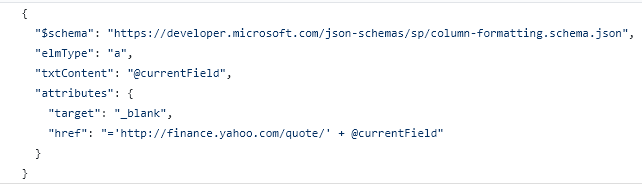 {
"$schema": "https://developer.microsoft.com/json-schemas/sp/column-formatting.schema.json",
"elmType": "a",
"txtContent": "@currentField",
"attributes": {
"target": "_blank",
"href": "='http://finance.yahoo.com/quote/' + @currentField"
}
}